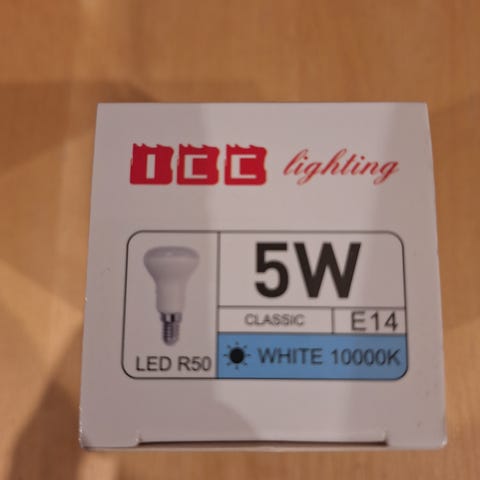 ICC lighting
5W
CLASSIC E14
LED R50
WHITE 10000K